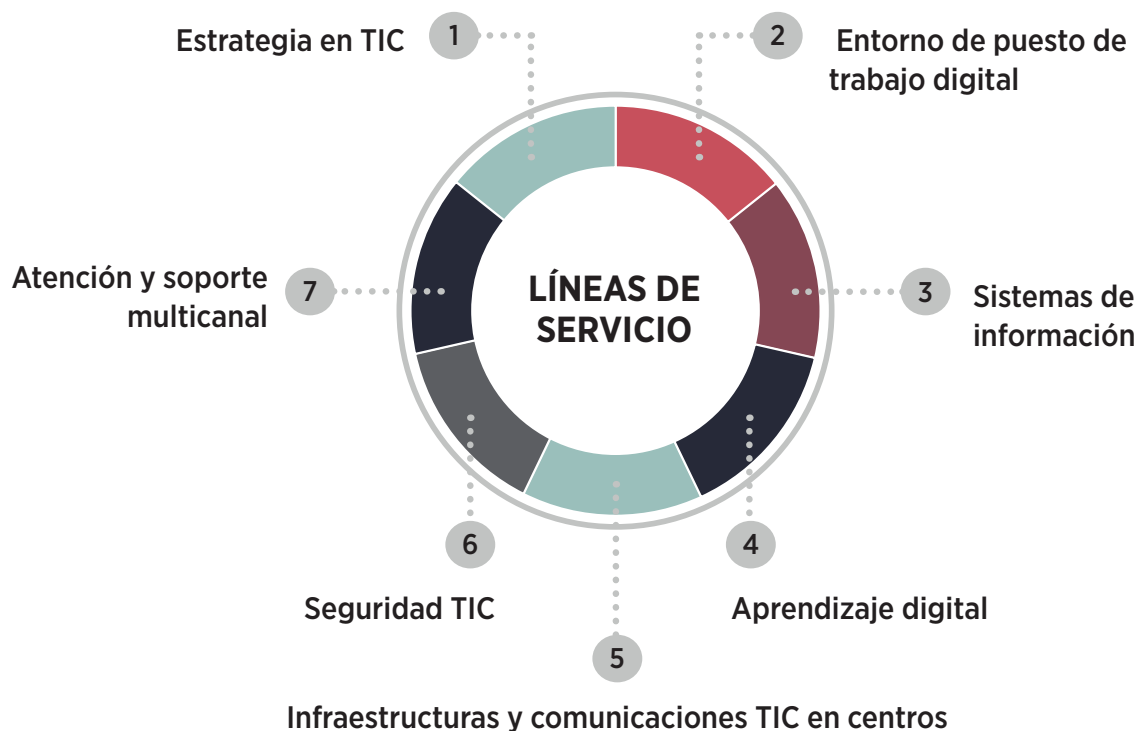 Estrategia en TIC
1
2
Entorno de puesto de
trabajo digital
LÍNEAS DE
SERVICIO
3
Sistemas de
información
4
Aprendizaje digital
5
Infraestructuras y comunicaciones TIC en centros
6
Seguridad TIC
7
Atención y soporte
multicanal